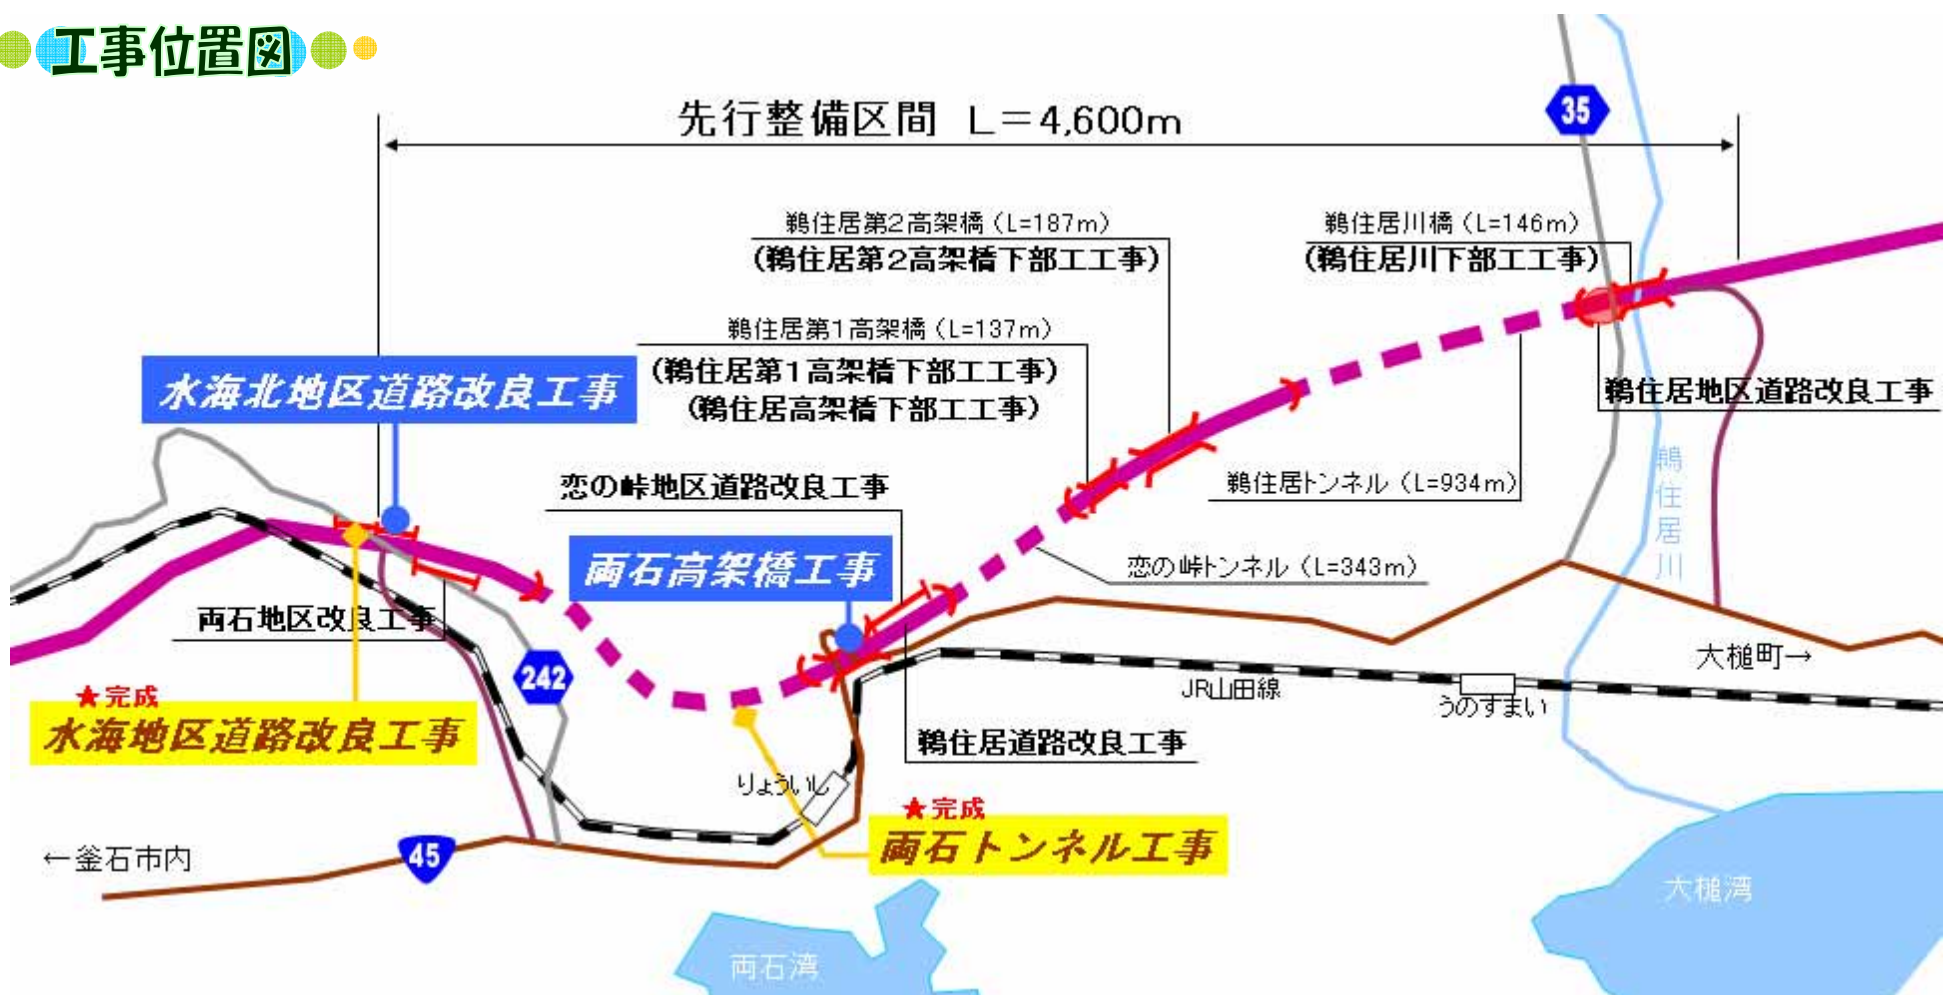 工事位置図
先行整備区間 L=4,600m
35
鵜住居第2高架橋（L=187m）
(鵜住居第2高架橋下部工工事)
鵜住居川橋（L=146m）
(鵜住居川下部工工事)
鵜住居第1高架橋（L=137m）
(鵜住居第1高架橋下部工工事)
(鵜住居高架橋下部工工事)
水海北地区道路改良工事
鵜住居地区道路改良工事
恋の峠地区道路改良工事
鵜住居トンネル（L=934m）
鵜住居川
両石高架橋工事
恋の峠トンネル（L=343m）
両石地区改良工事
242
大槌町→
JR山田線
うのすまい
★完成
水海地区道路改良工事
鵜住居道路改良工事
りょういし
★完成
両石トンネル工事
←釜石市内
45
大槌湾
両石湾